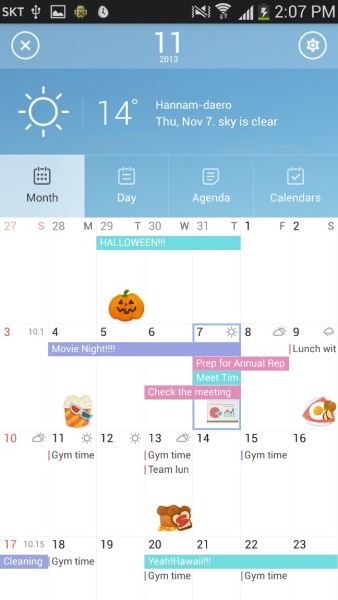 SKT 2:07 PM
11
2013
14°
Hannam-daero
Thu, Nov 7. sky is clear
Month Day Agenda Calendars
27 S 28 M 29 T 30 W 31 T 1 F 2 S
HALLOWEEN!!!
3 10.1 4 5 6 7 8 9
Movie Night!!!! Lunch wit
Prep for Annual Rep
Meet Tim
Check the meeting
10 11 12 13 14 15 16
Gym time Gym time Gym time
Team lun
17 10.15 18 19 20 21 22 23
Cleaning Gym time Yeah!Hawaii!!!
Gym time Gym time